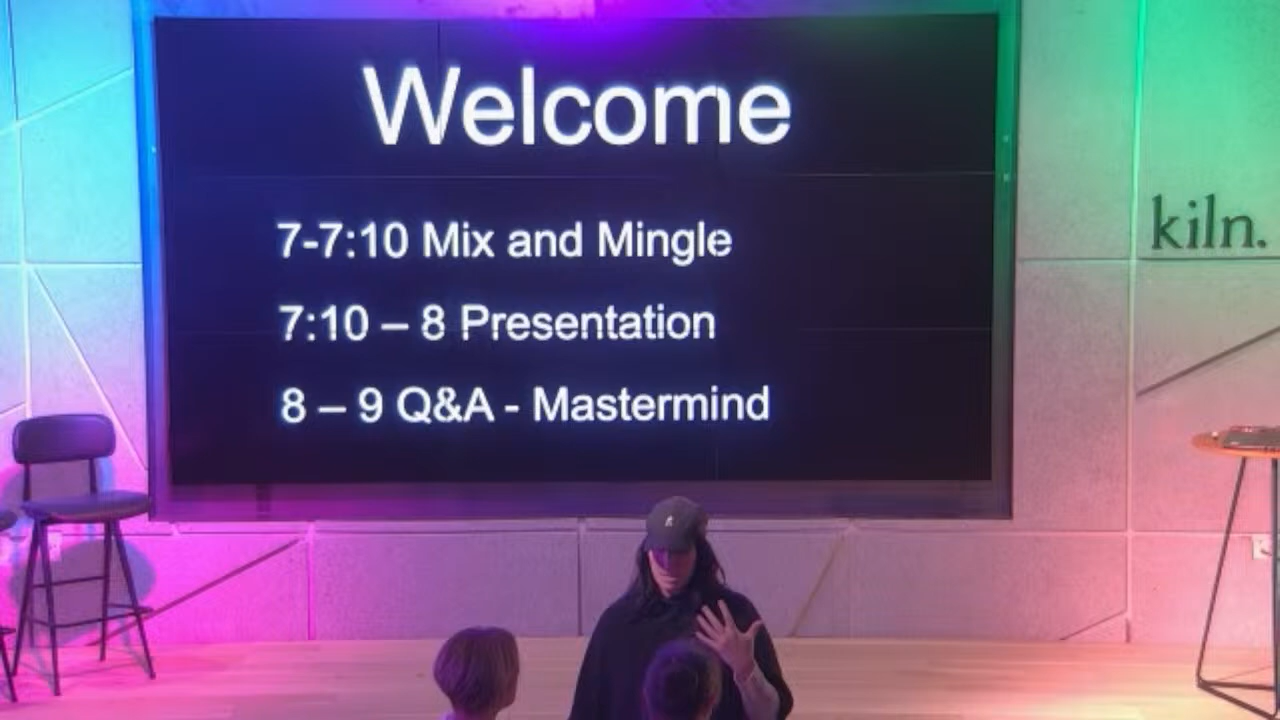 Welcome
7-7:10 Mix and Mingle
7:10 – 8 Presentation
8 – 9 Q&A - Mastermind
kiln.